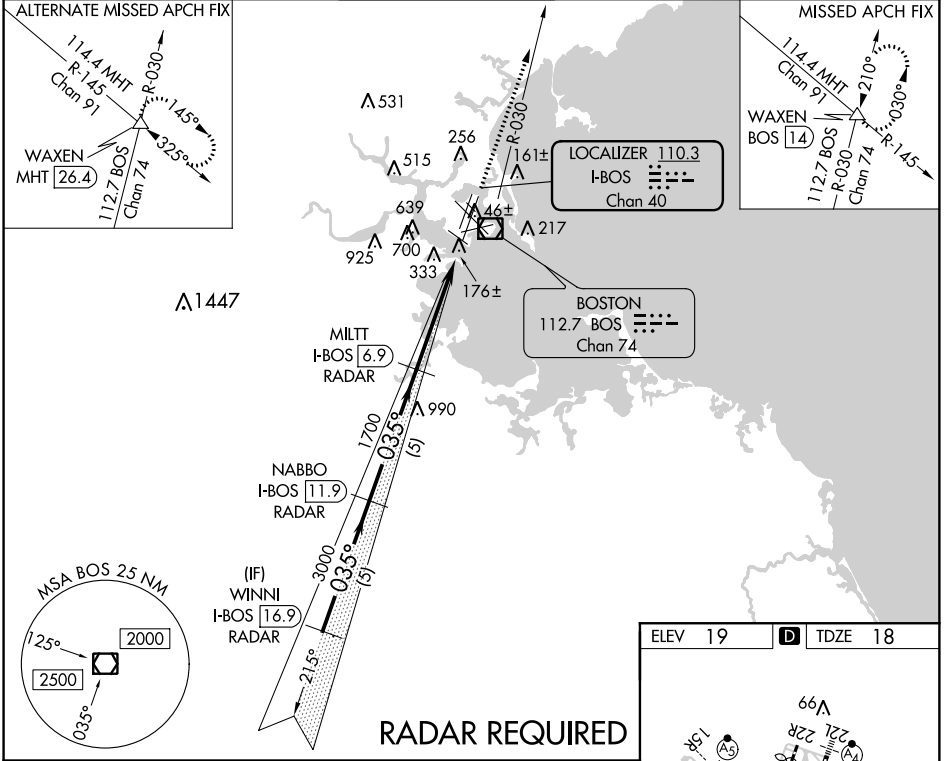 ALTERNATE MISSED APCH FIX
114.4 MHT
R-145
Chan 91
R-030
145°
325°
WAXEN
MHT 26.4
112.7 BOS
Chan 74
MISSED APCH FIX
114.4 MHT
Chan 91
210°
030°
WAXEN
BOS 14
R-145
112.7 BOS
R-030
Chan 74
R-030
531
256
515
161±
LOCALIZER 110.3
I-BOS
Chan 40
639
46±
217
925
700
333
176±
1447
BOSTON
112.7 BOS
Chan 74
MILTT
I-BOS 6.9
RADAR
990
1700
035°
(5)
NABBO
I-BOS 11.9
RADAR
3000
035°
(5)
(IF)
WINNI
I-BOS 16.9
RADAR
215°
MSA BOS 25 NM
125°
2000
2500
035°
RADAR REQUIRED
ELEV 19 D TDZE 18
99
15R
A5
22R
22L
A4